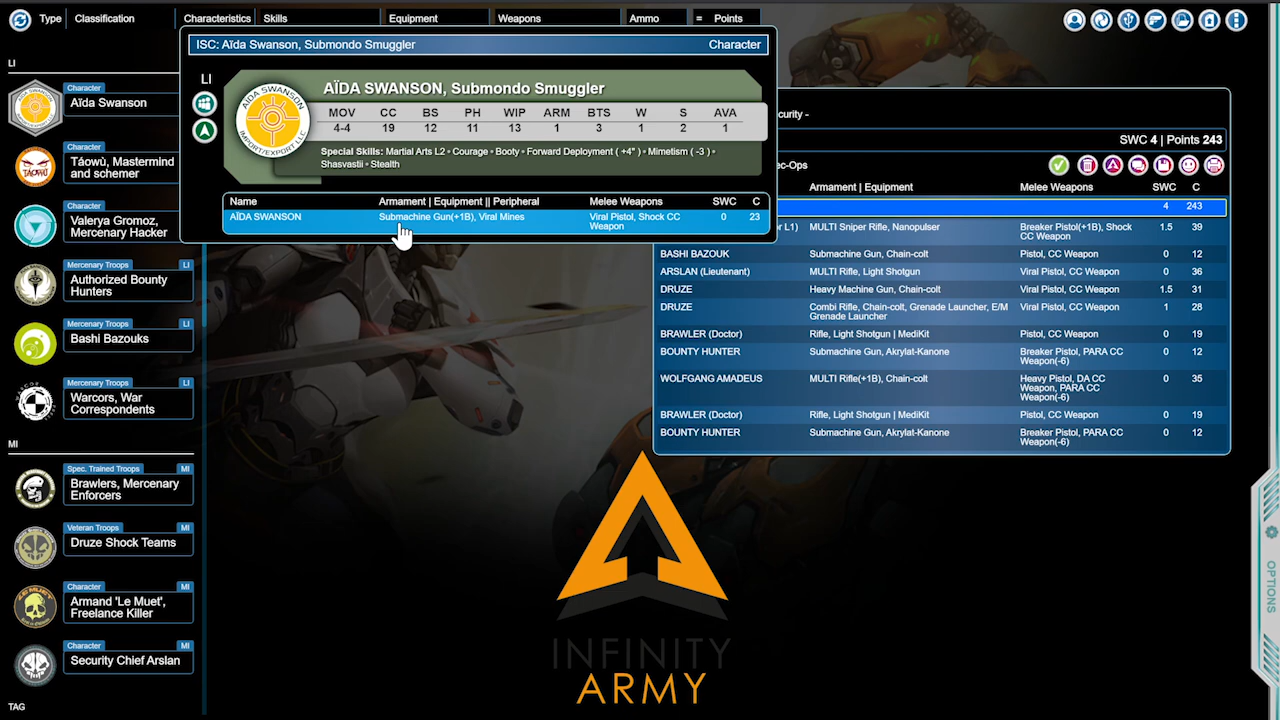 Type Classification Characteristics Skills Equipment Weapons Ammo = Points
LI
Character
Aïda Swanson
Character
Táowù, Mastermind
and schemer
Character
Valerya Gromoz,
Mercenary Hacker
Mercenary Troops LI
Authorized Bounty
Hunters
Mercenary Troops LI
Bashi Bazouks
Mercenary Troops LI
Warcors, War
Correspondents
MI
Spec. Trained Troops MI
Brawlers, Mercenary
Enforcers
Veteran Troops MI
Druze Shock Teams
Character MI
Armand 'Le Muet',
Freelance Killer
Character MI
Security Chief Arslan
TAG
ISC: Aïda Swanson, Submondo Smuggler Character
LI
AÏDA SWANSON
IMPORT/EXPORT LLC
AÏDA SWANSON, Submondo Smuggler
MOV CC BS PH WIP ARM BTS W S AVA
4-4 19 12 11 13 1 3 1 2 1
Special Skills: Martial Arts L2 • Courage • Booty • Forward Deployment ( +4" ) • Mimetism ( -3 ) •
Shasvastii • Stealth
Name Armament | Equipment || Peripheral Melee Weapons SWC C
AÏDA SWANSON Submachine Gun(+1B), Viral Mines Viral Pistol, Shock CC 0 23
Weapon
curity -
SWC 4 | Points 243
ec-Ops
Armament | Equipment Melee Weapons SWC C
4 243
r L1) MULTI Sniper Rifle, Nanopulser Breaker Pistol(+1B), Shock 1.5 39
CC Weapon
BASHI BAZOUK Submachine Gun, Chain-colt Pistol, CC Weapon 0 12
ARSLAN (Lieutenant) MULTI Rifle, Light Shotgun Viral Pistol, CC Weapon 0 36
DRUZE Heavy Machine Gun, Chain-colt Viral Pistol, CC Weapon 1.5 31
DRUZE Combi Rifle, Chain-colt, Grenade Launcher, E/M Viral Pistol, CC Weapon 1 28
Grenade Launcher
BRAWLER (Doctor) Rifle, Light Shotgun | MediKit Pistol, CC Weapon 0 19
BOUNTY HUNTER Submachine Gun, Akrylat-Kanone Breaker Pistol, PARA CC 0 12
Weapon(-6)
WOLFGANG AMADEUS MULTI Rifle(+1B), Chain-colt Heavy Pistol, DA CC 0 35
Weapon, PARA CC
Weapon(-6)
BRAWLER (Doctor) Rifle, Light Shotgun | MediKit Pistol, CC Weapon 0 19
BOUNTY HUNTER Submachine Gun, Akrylat-Kanone Breaker Pistol, PARA CC 0 12
Weapon(-6)
INFINITY
ARMY
OPTIONS